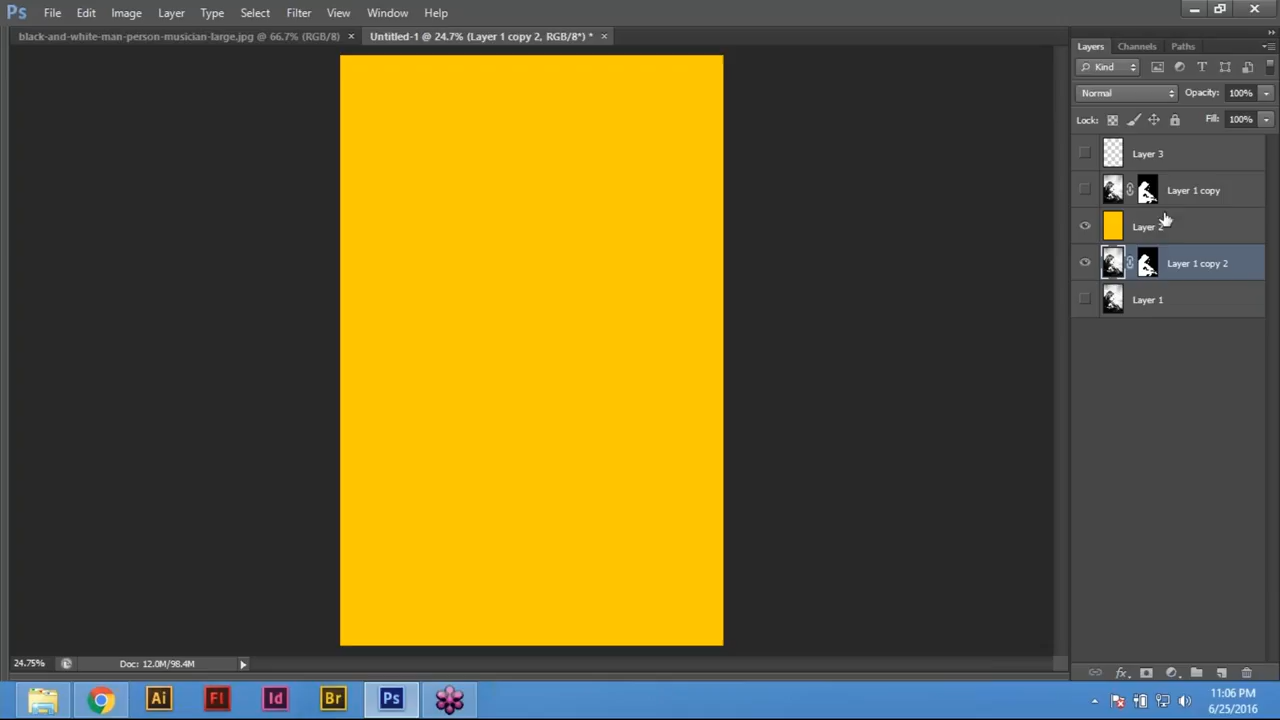 Ps File Edit Image Layer Type Select Filter View Window Help
black-and-white-man-person-musician-large.jpg @ 66.7% (RGB/8) × Untitled-1 @ 24.7% (Layer 1 copy 2, RGB/8*) * ×
Layers Channels Paths
Kind
Normal Opacity: 100%
Lock: Fill: 100%
Layer 3
Layer 1 copy
Layer 2
Layer 1 copy 2
Layer 1
24.75% Doc: 12.0M/98.4M
fx
Ai Fl Id Br Ps
11:06 PM
6/25/2016